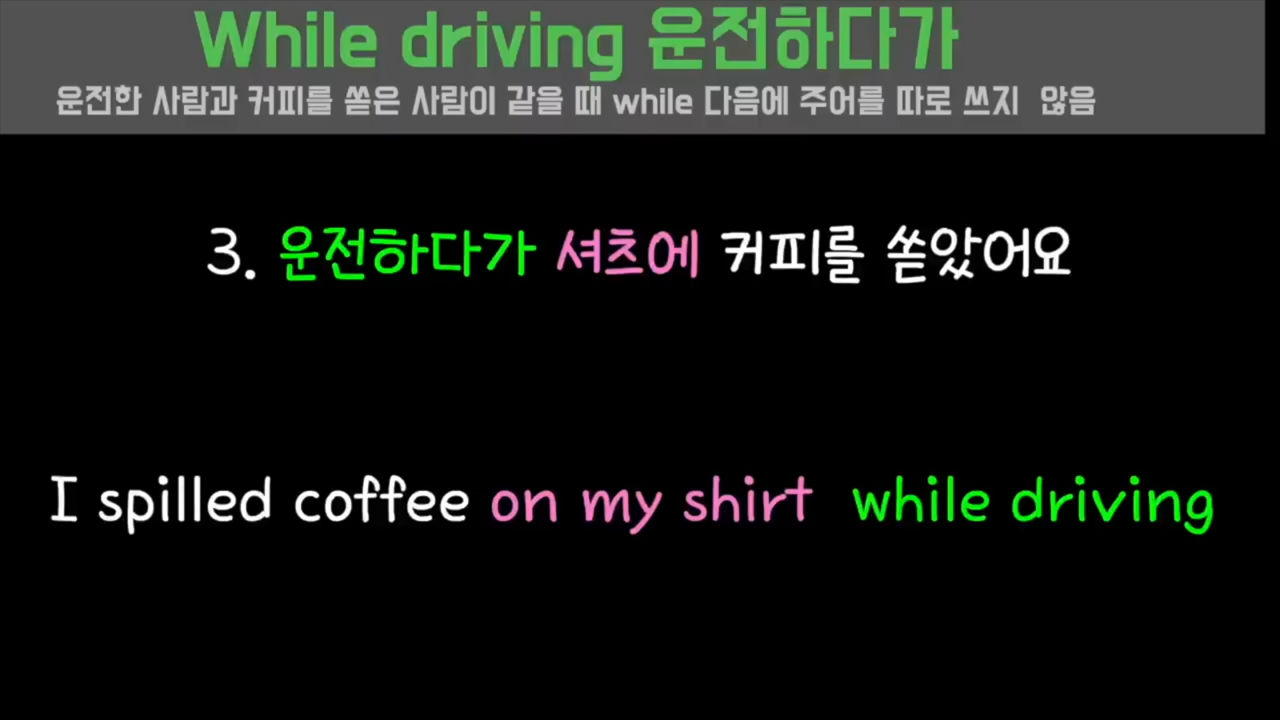 While driving 운전하다가
운전한 사람과 커피를 쏟은 사람이 같을 때 while 다음에 주어를 따로 쓰지 않음
3. 운전하다가 셔츠에 커피를 쏟았어요
I spilled coffee on my shirt while driving